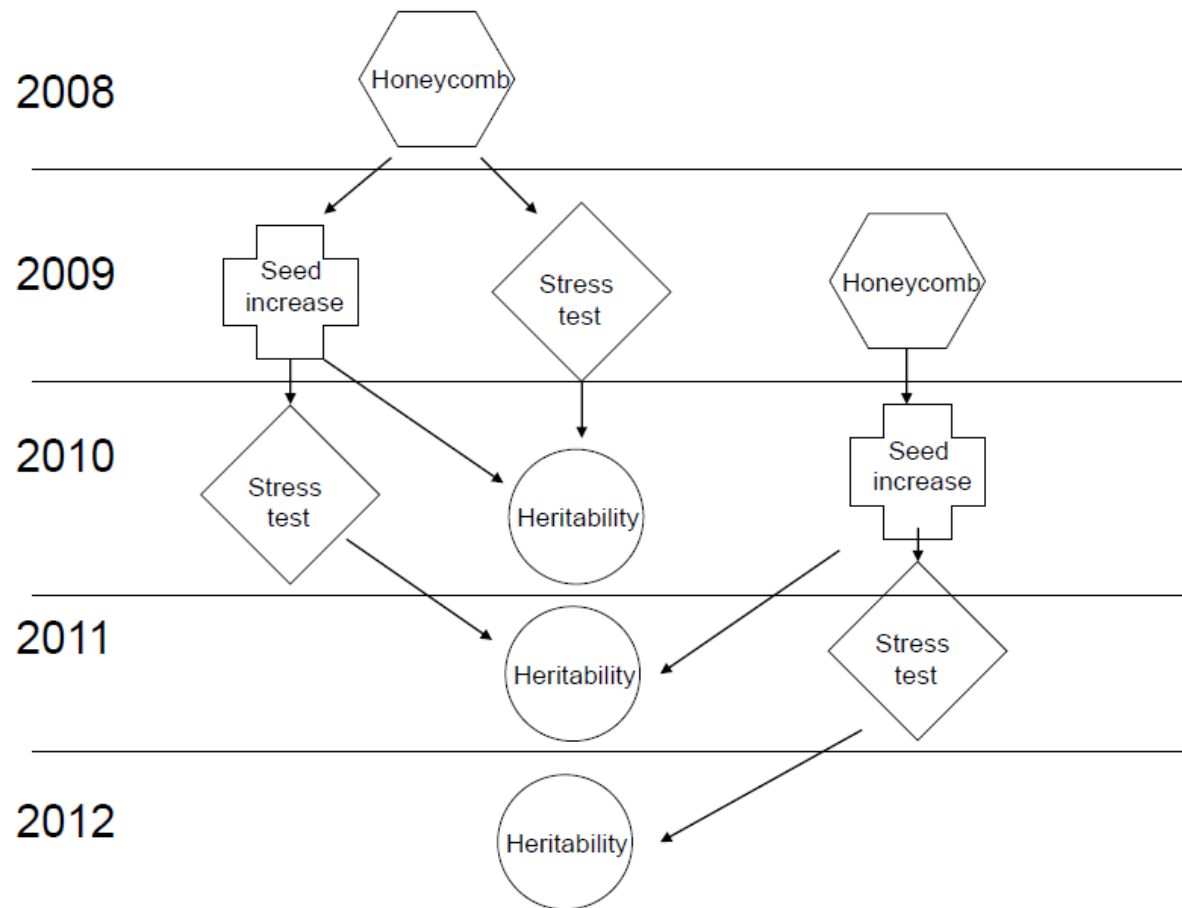 2008
Honeycomb
2009
Seed
increase
Stress
test
Honeycomb
2010
Stress
test
Heritability
Seed
increase
2011
Heritability
Stress
test
2012
Heritability